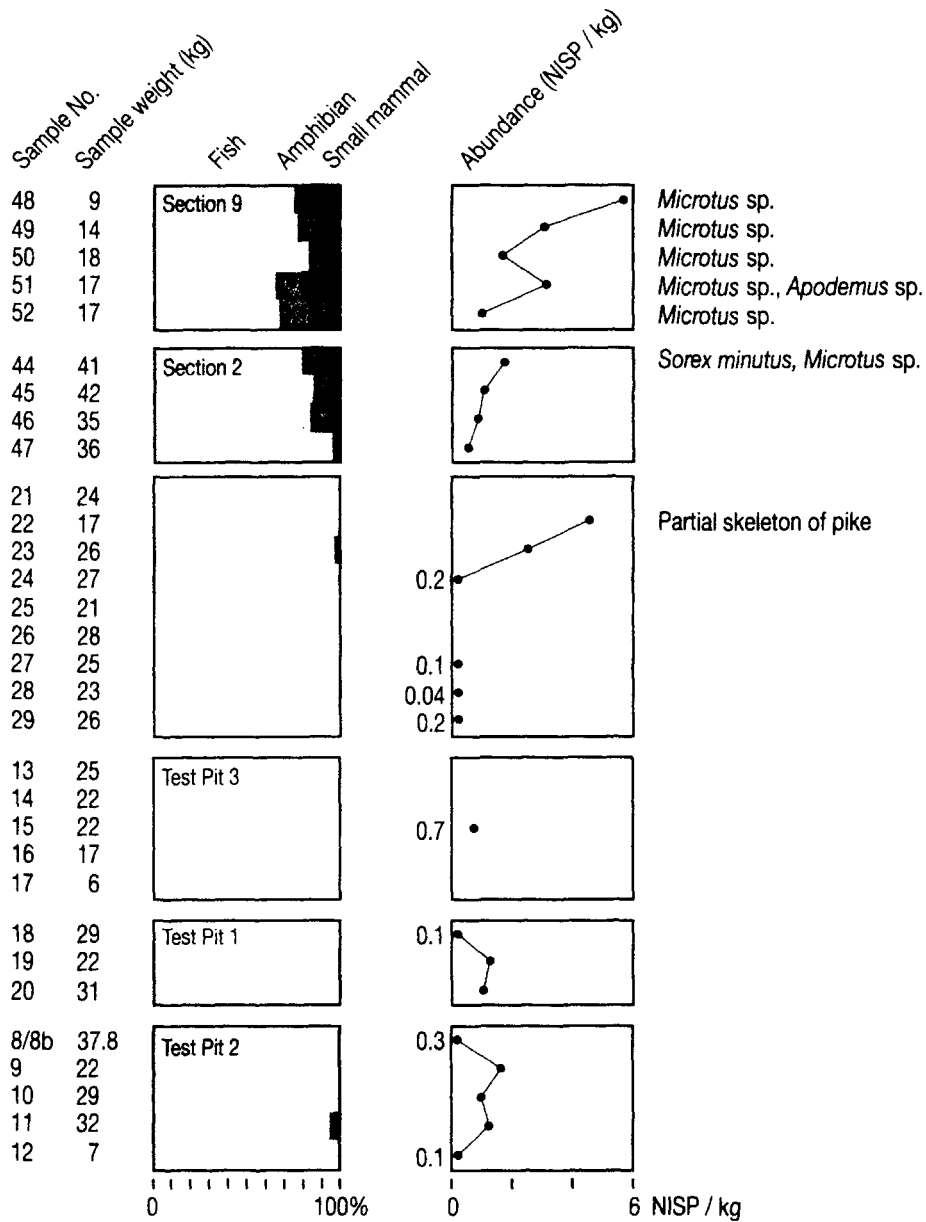 Sample No. Sample weight (kg) Fish Amphibian Small mammal Abundance (NISP / kg)
48 9 Section 9 Microtus sp.
49 14 Microtus sp.
50 18 Microtus sp.
51 17 Microtus sp., Apodemus sp.
52 17 Microtus sp.
44 41 Section 2 Sorex minutus, Microtus sp.
45 42
46 35
47 36
21 24
22 17 Partial skeleton of pike
23 26
24 27 0.2
25 21
26 28
27 25 0.1
28 23 0.04
29 26 0.2
13 25 Test Pit 3
14 22
15 22 0.7
16 17
17 6
18 29 Test Pit 1 0.1
19 22
20 31
8/8b 37.8 Test Pit 2 0.3
9 22
10 29
11 32
12 7 0.1
0 100% 0 6 NISP / kg